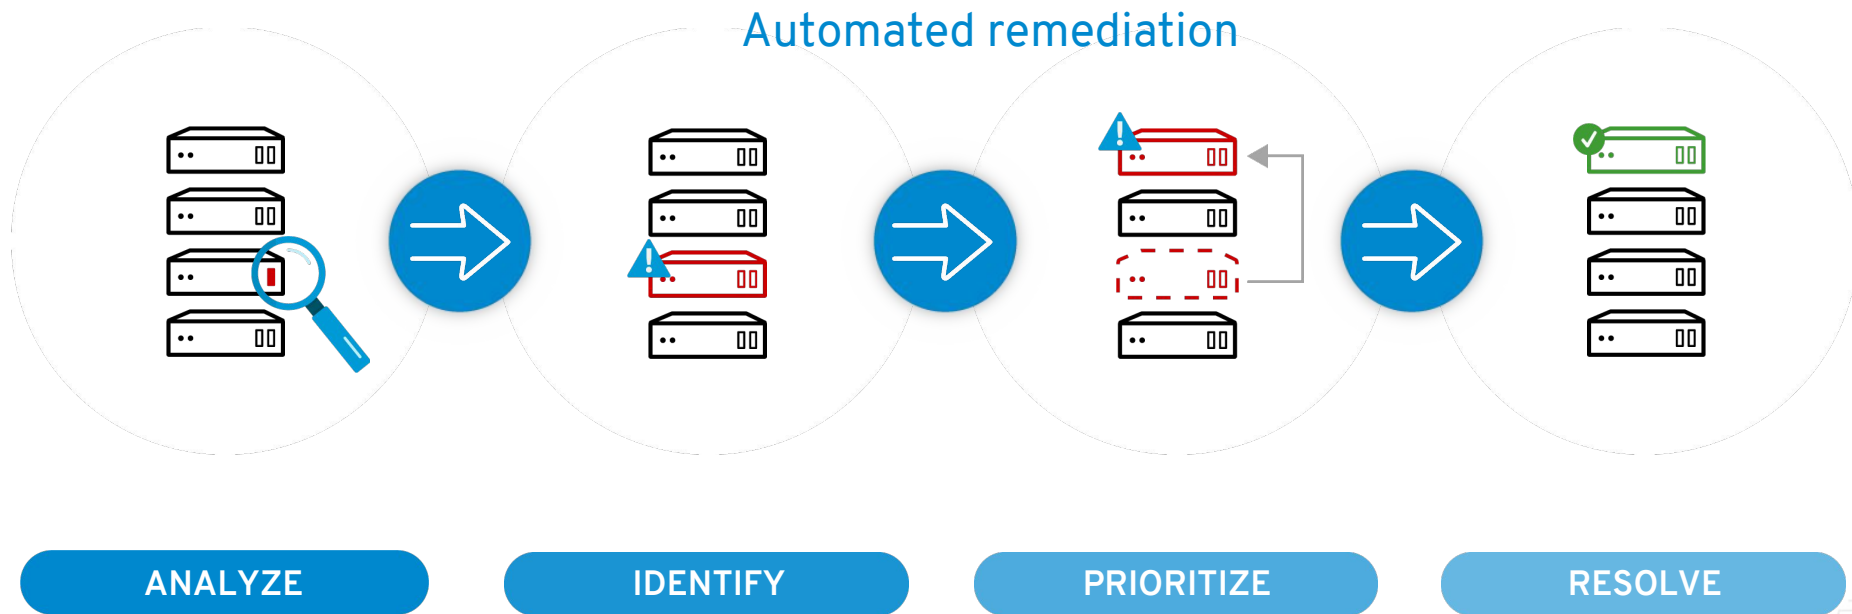 Automated remediation
ANALYZE
IDENTIFY
PRIORITIZE
RESOLVE